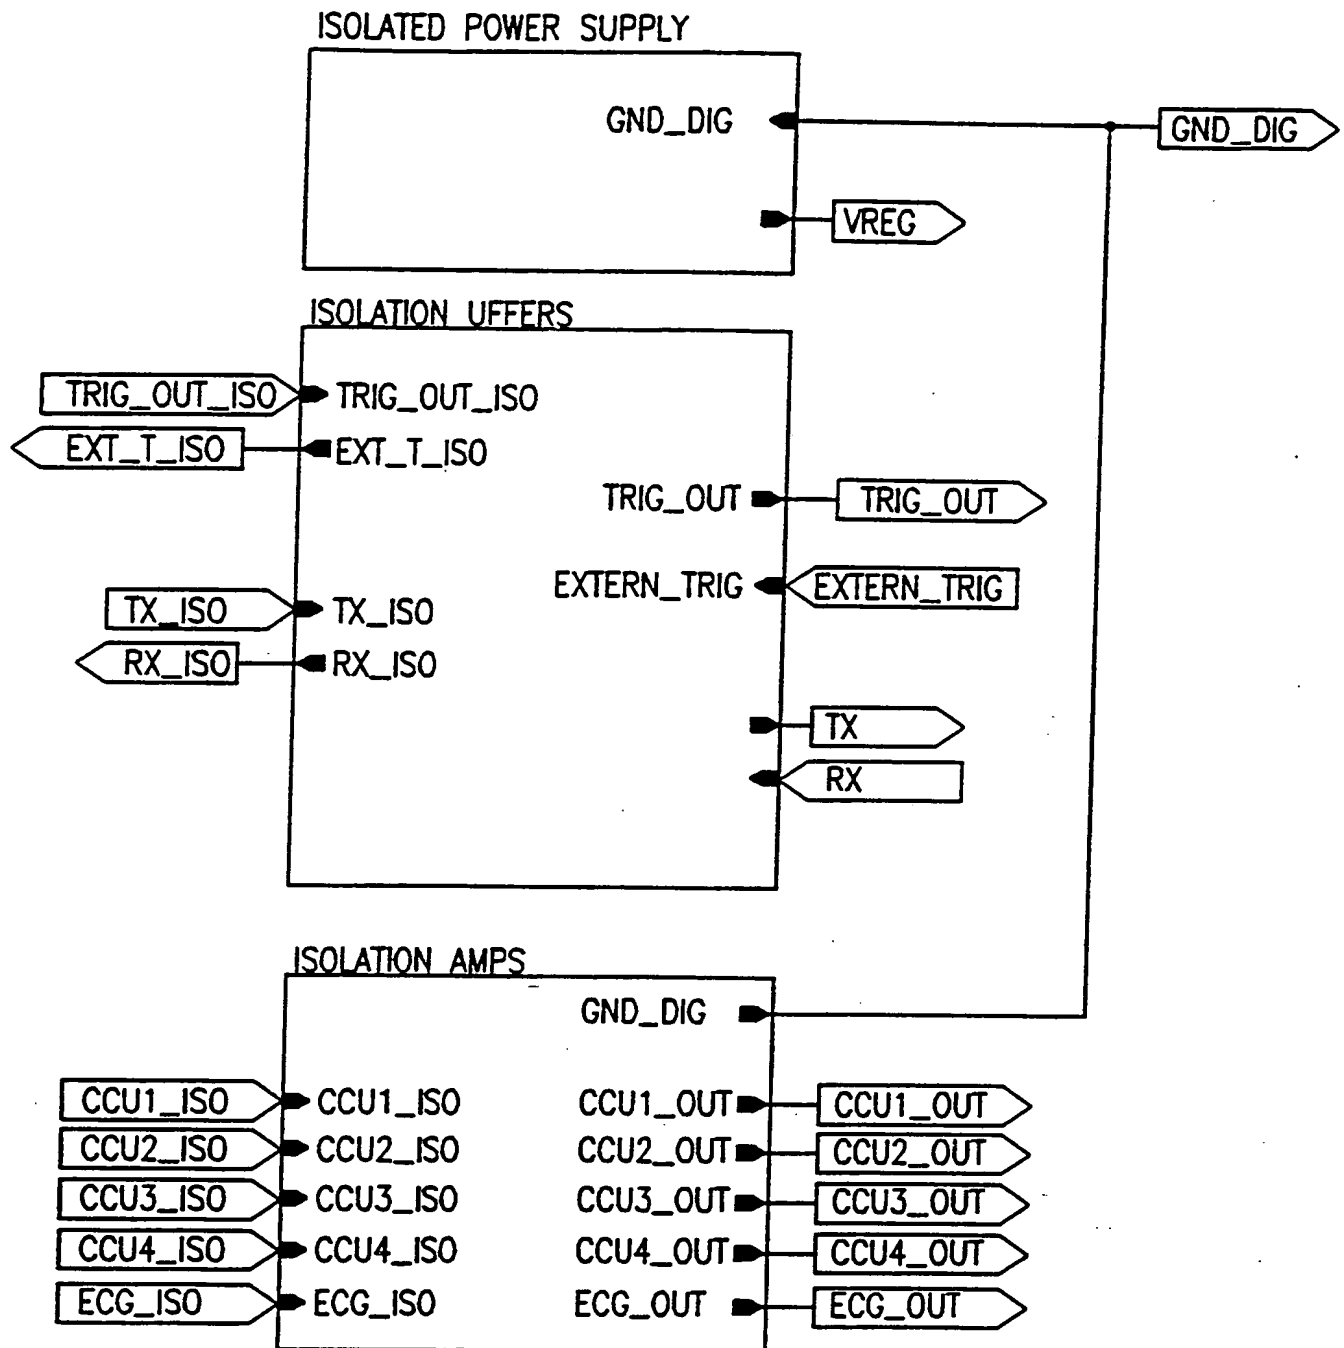 ISOLATED POWER SUPPLY
GND_DIG
GND_DIG
VREG
ISOLATION UFFERS
TRIG_OUT_ISO
TRIG_OUT_ISO
EXT_T_ISO
EXT_T_ISO
TRIG_OUT
TRIG_OUT
EXTERN_TRIG
EXTERN_TRIG
TX_ISO
TX_ISO
RX_ISO
RX_ISO
TX
RX
ISOLATION AMPS
GND_DIG
CCU1_ISO
CCU1_ISO
CCU1_OUT
CCU1_OUT
CCU2_ISO
CCU2_ISO
CCU2_OUT
CCU2_OUT
CCU3_ISO
CCU3_ISO
CCU3_OUT
CCU3_OUT
CCU4_ISO
CCU4_ISO
CCU4_OUT
CCU4_OUT
ECG_ISO
ECG_ISO
ECG_OUT
ECG_OUT